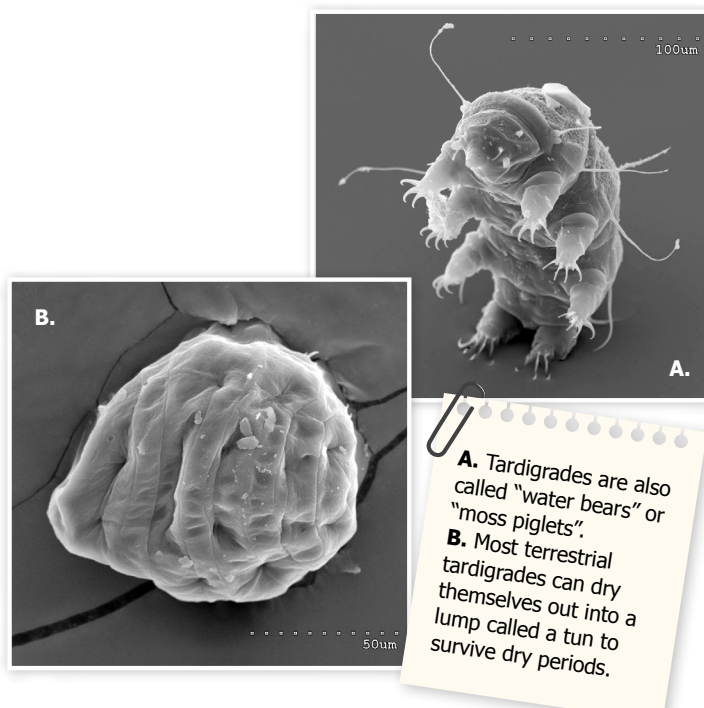 100um
A.
B.
50um
A. Tardigrades are also
called “water bears” or
“moss piglets”.
B. Most terrestrial
tardigrades can dry
themselves out into a
lump called a tun to
survive dry periods.